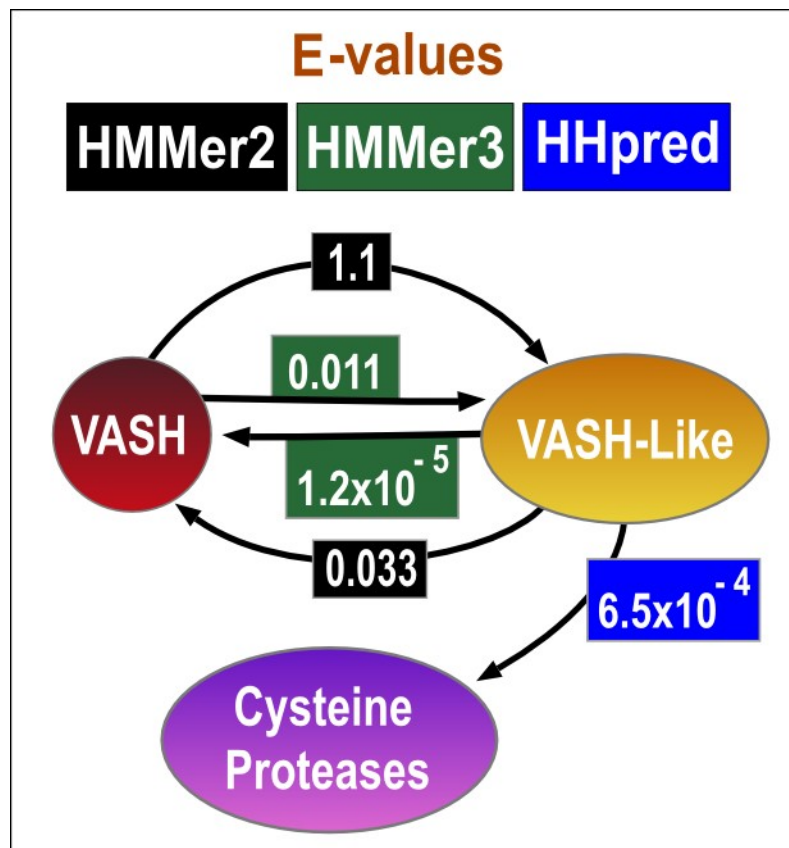 E-values
HMMer2 HMMer3 HHpred
1.1
0.011
VASH
VASH-Like
1.2x10⁻⁵
0.033
6.5x10⁻⁴
Cysteine
Proteases